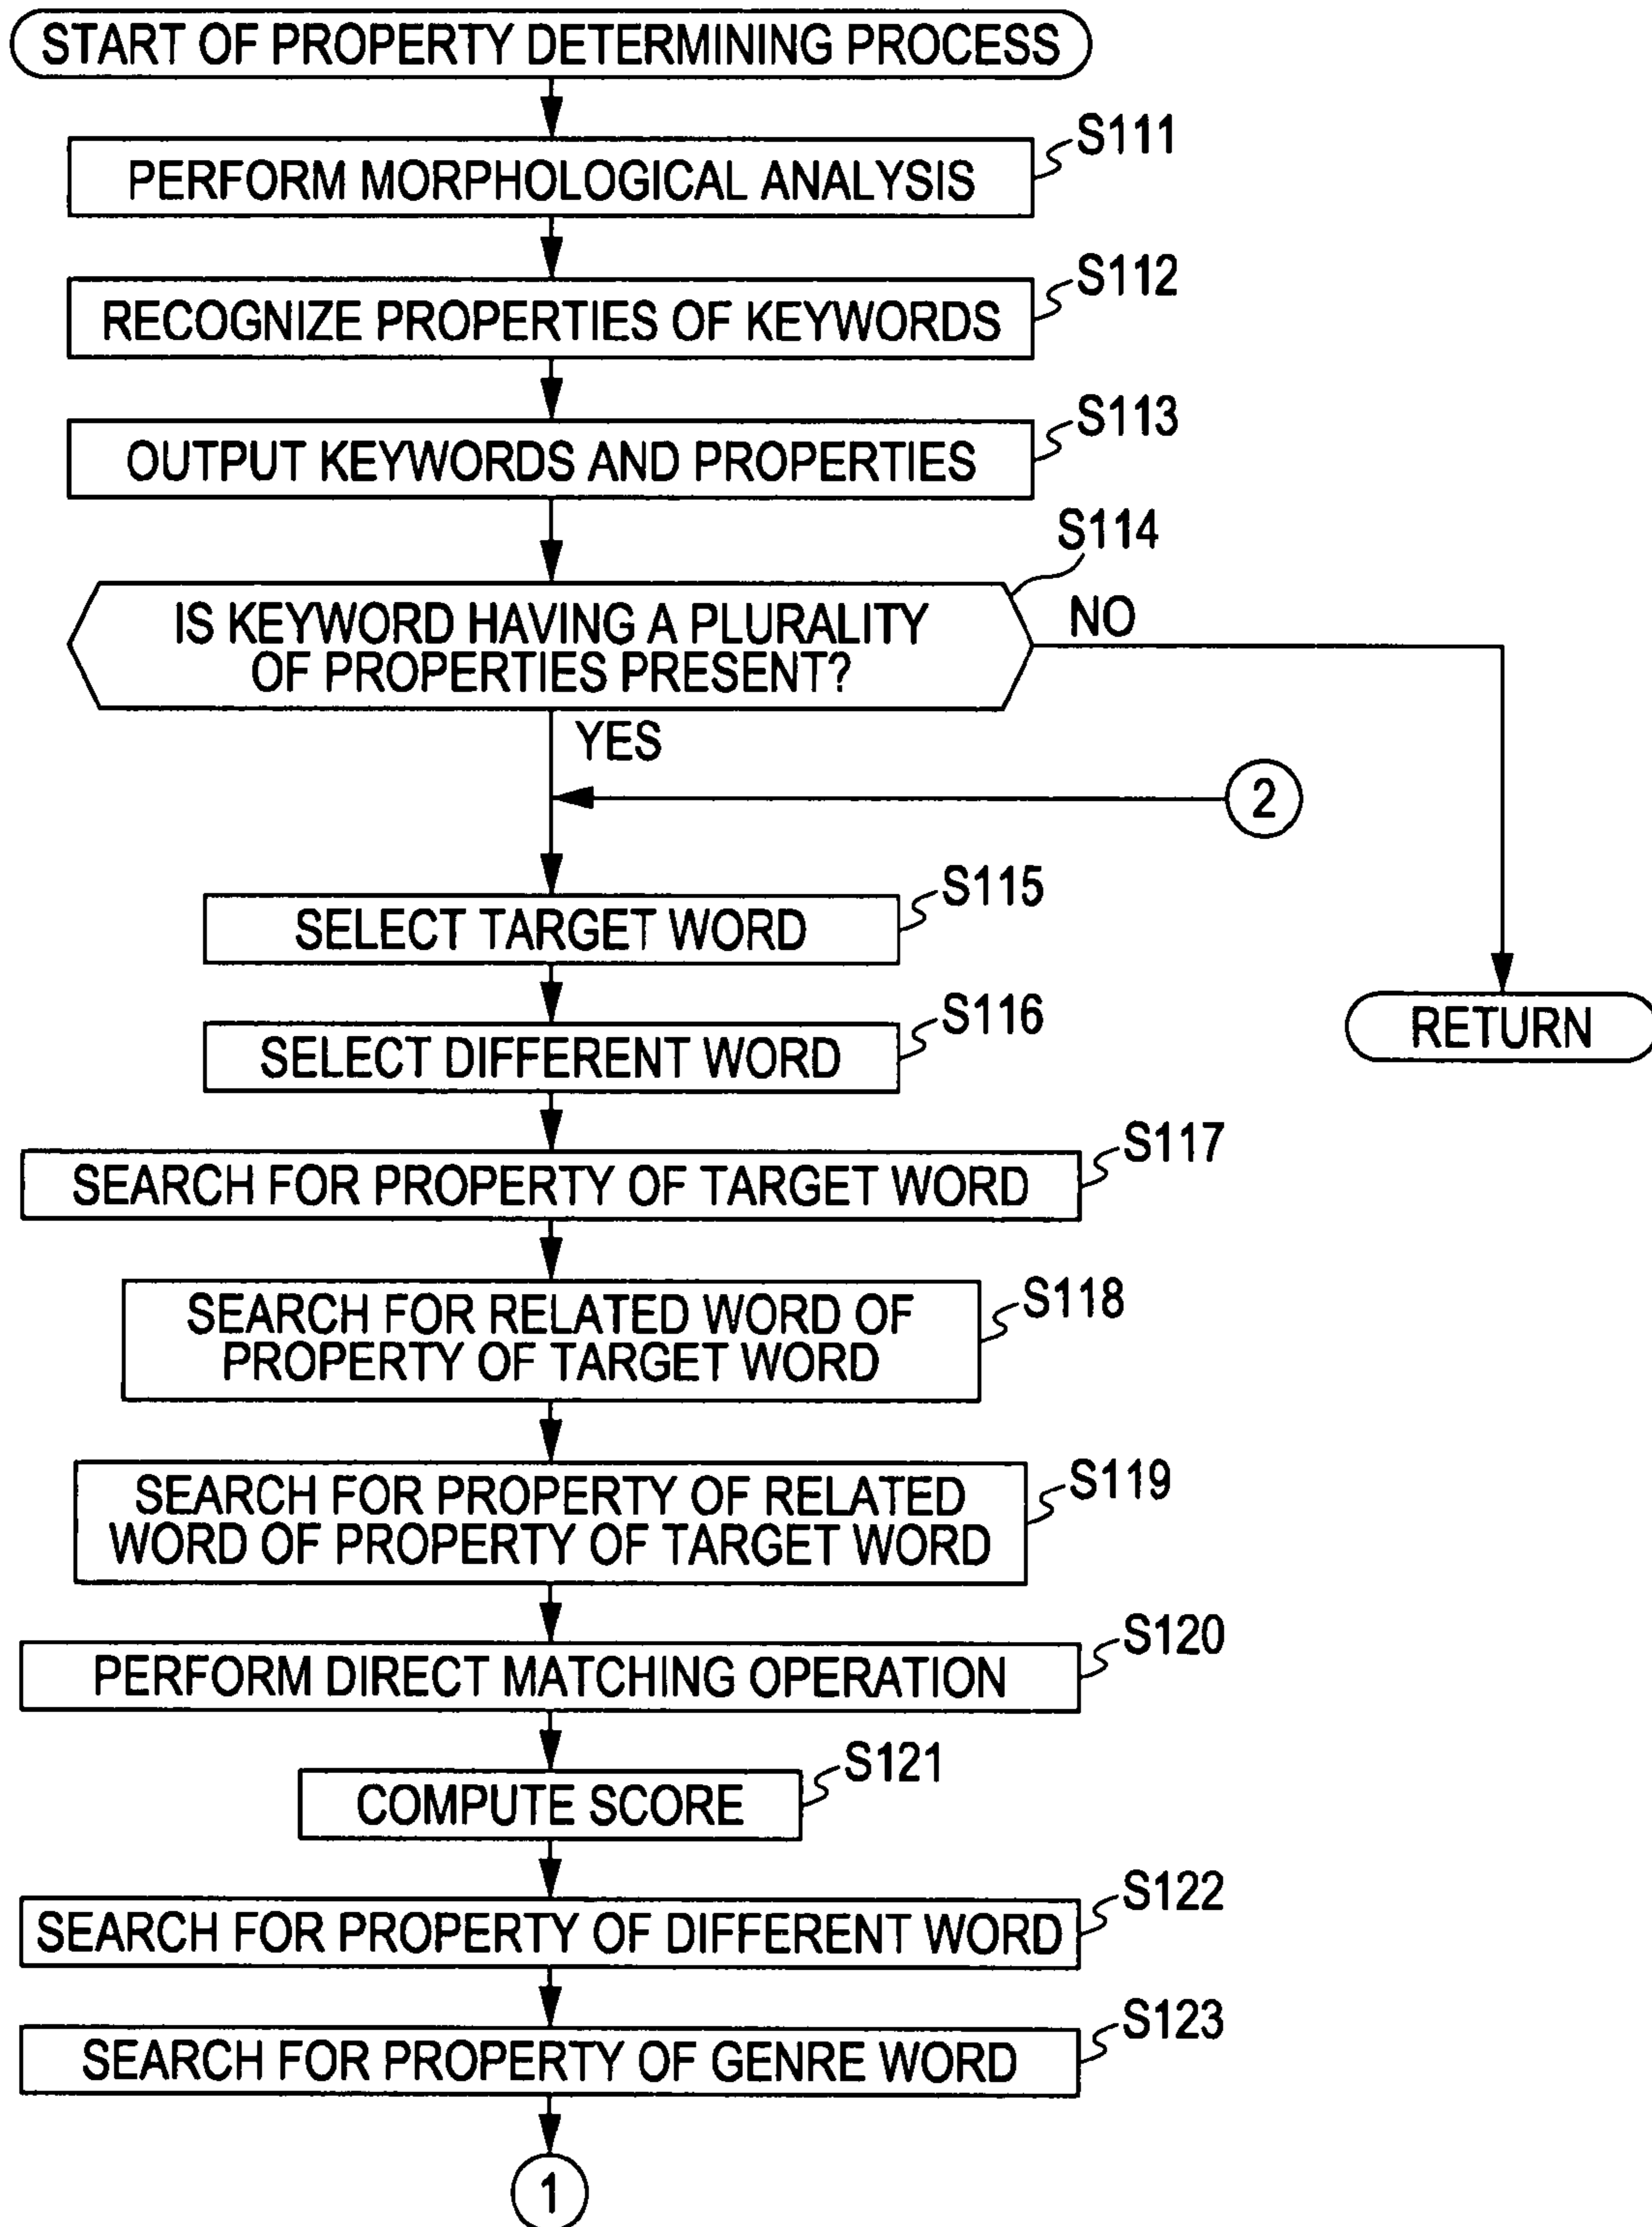 START OF PROPERTY DETERMINING PROCESS
S111
PERFORM MORPHOLOGICAL ANALYSIS
S112
RECOGNIZE PROPERTIES OF KEYWORDS
S113
OUTPUT KEYWORDS AND PROPERTIES
S114
IS KEYWORD HAVING A PLURALITY
OF PROPERTIES PRESENT?
NO
YES
2
S115
SELECT TARGET WORD
S116
SELECT DIFFERENT WORD
RETURN
S117
SEARCH FOR PROPERTY OF TARGET WORD
S118
SEARCH FOR RELATED WORD OF
PROPERTY OF TARGET WORD
S119
SEARCH FOR PROPERTY OF RELATED
WORD OF PROPERTY OF TARGET WORD
S120
PERFORM DIRECT MATCHING OPERATION
S121
COMPUTE SCORE
S122
SEARCH FOR PROPERTY OF DIFFERENT WORD
S123
SEARCH FOR PROPERTY OF GENRE WORD
1